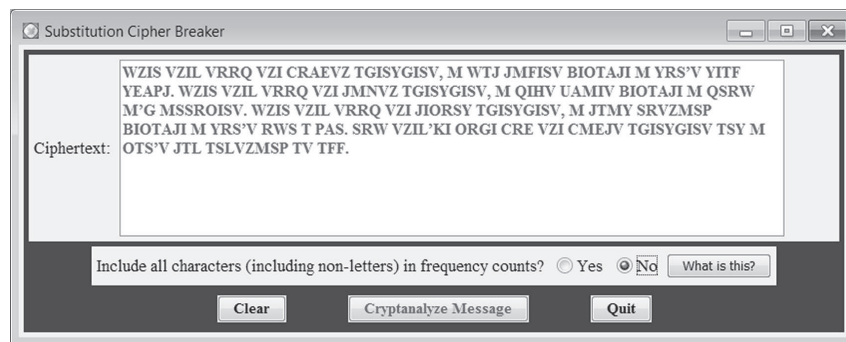 Substitution Cipher Breaker
WZIS VZIL VRRQ VZI CRAEVZ TGISYGISV, M WTJ JMFISV BIOTAJI M YRS'V YITF
YEAPJ. WZIS VZIL VRRQ VZI JMNVZ TGISYGISV, M QIHV UAMIV BIOTAJI M QSRW
M'G MSSROISV. WZIS VZIL VRRQ VZI JIORSY TGISYGISV, M JTMY SRVZMSP
BIOTAJI M YRS'V RWS T PAS. SRW VZIL'KI ORGI CRE VZI CMEJV TGISYGISV TSY M
OTS'V JTL TSLVZMSP TV TFF.
Ciphertext:
Include all characters (including non-letters) in frequency counts? Yes No What is this?
Clear Cryptanalyze Message Quit